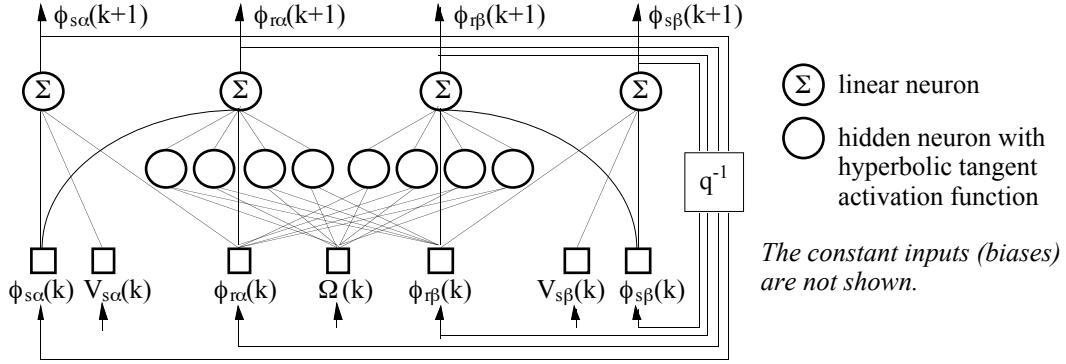 ϕsα(k+1) ϕrα(k+1) ϕrβ(k+1) ϕsβ(k+1)
Σ Σ Σ Σ
Σ linear neuron
hidden neuron with
hyperbolic tangent
activation function
q-1
The constant inputs (biases)
are not shown.
ϕsα(k) Vsα(k) ϕrα(k) Ω(k) ϕrβ(k) Vsβ(k) ϕsβ(k)